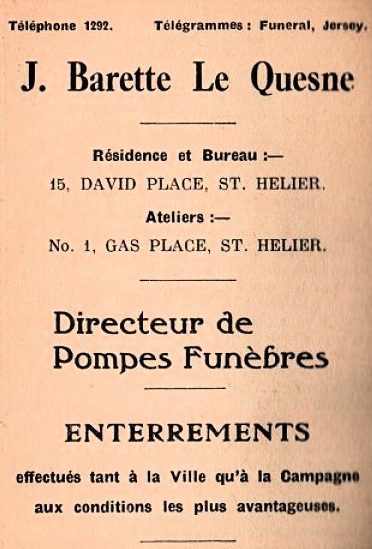 Téléphone 1292. Télégrammes: Funeral, Jersey.
J. Barette Le Quesne
Résidence et Bureau :—
15, DAVID PLACE, ST. HELIER.
Ateliers :—
No. 1, GAS PLACE, ST. HELIER.
Directeur de
Pompes Funèbres
ENTERREMENTS
effectués tant à la Ville qu'à la Campagne
aux conditions les plus avantageuses.